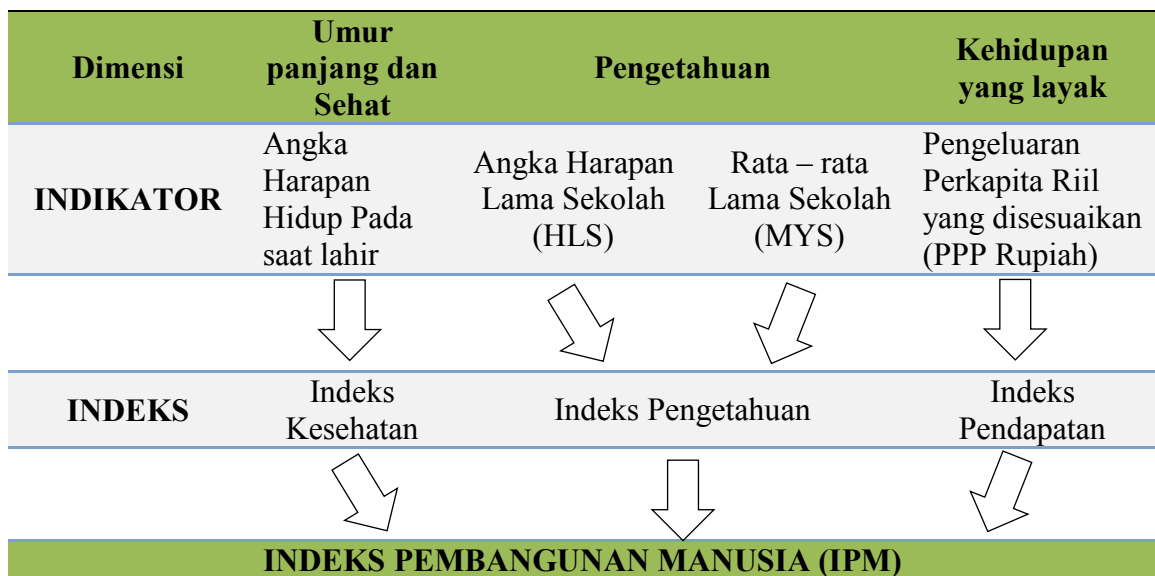 Dimensi
Umur
panjang dan
Sehat
Pengetahuan
Kehidupan
yang layak
INDIKATOR
Angka
Harapan
Hidup Pada
saat lahir
Angka Harapan
Lama Sekolah
(HLS)
Rata – rata
Lama Sekolah
(MYS)
Pengeluaran
Perkapita Riil
yang disesuaikan
(PPP Rupiah)
INDEKS
Indeks
Kesehatan
Indeks Pengetahuan
Indeks
Pendapatan
INDEKS PEMBANGUNAN MANUSIA (IPM)